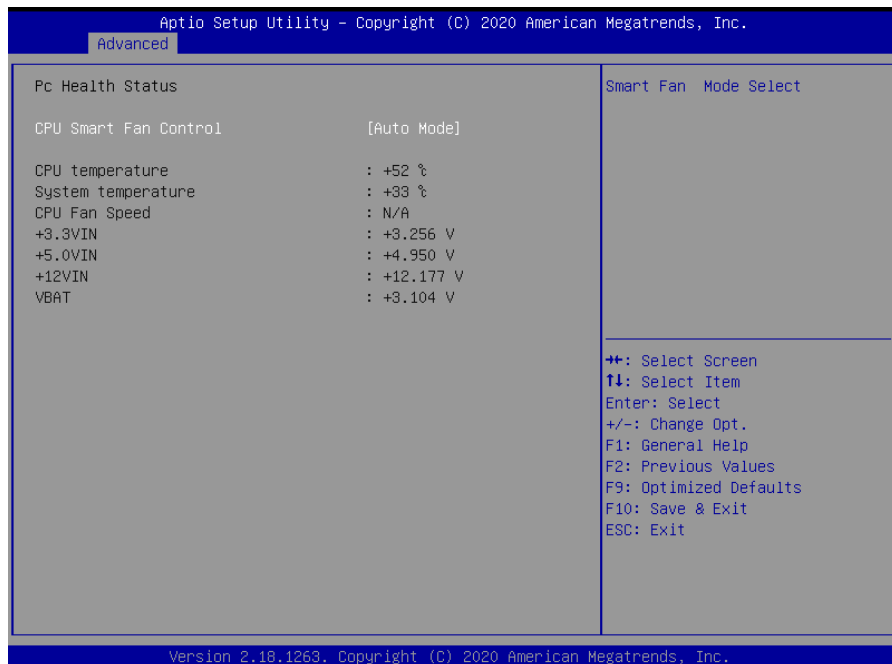 Aptio Setup Utility – Copyright (C) 2020 American Megatrends, Inc.
Advanced
Pc Health Status
CPU Smart Fan Control [Auto Mode]
CPU temperature : +52 ℃
System temperature : +33 ℃
CPU Fan Speed : N/A
+3.3VIN : +3.256 V
+5.0VIN : +4.950 V
+12VIN : +12.177 V
VBAT : +3.104 V
Smart Fan Mode Select
→←: Select Screen
↑↓: Select Item
Enter: Select
+/-: Change Opt.
F1: General Help
F2: Previous Values
F9: Optimized Defaults
F10: Save & Exit
ESC: Exit
Version 2.18.1263. Copyright (C) 2020 American Megatrends, Inc.